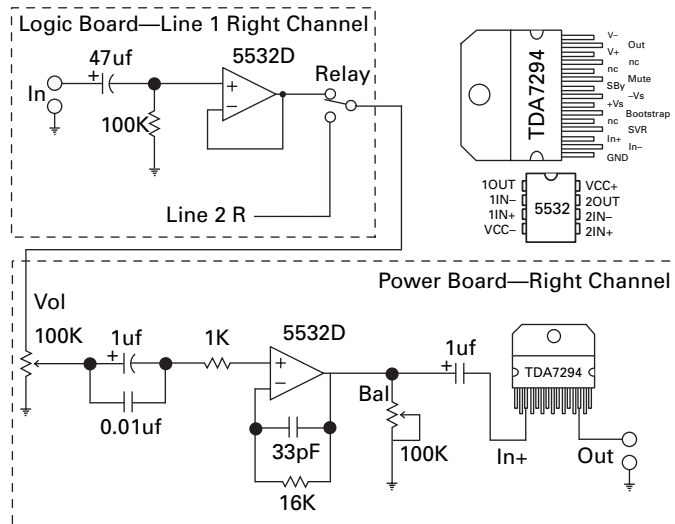 Logic Board—Line 1 Right Channel
47uf
+
In
100K
5532D
+
−
Relay
Line 2 R
TDA7294
V−
Out
V+
nc
nc
Mute
SBy
−Vs
+Vs
Bootstrap
nc
SVR
In+
In−
GND
1OUT
1IN−
1IN+
VCC−
5532
VCC+
2OUT
2IN−
2IN+
Power Board—Right Channel
Vol
100K
1uf
+
0.01uf
1K
5532D
+
−
33pF
16K
Bal
100K
1uf
+
TDA7294
In+
Out